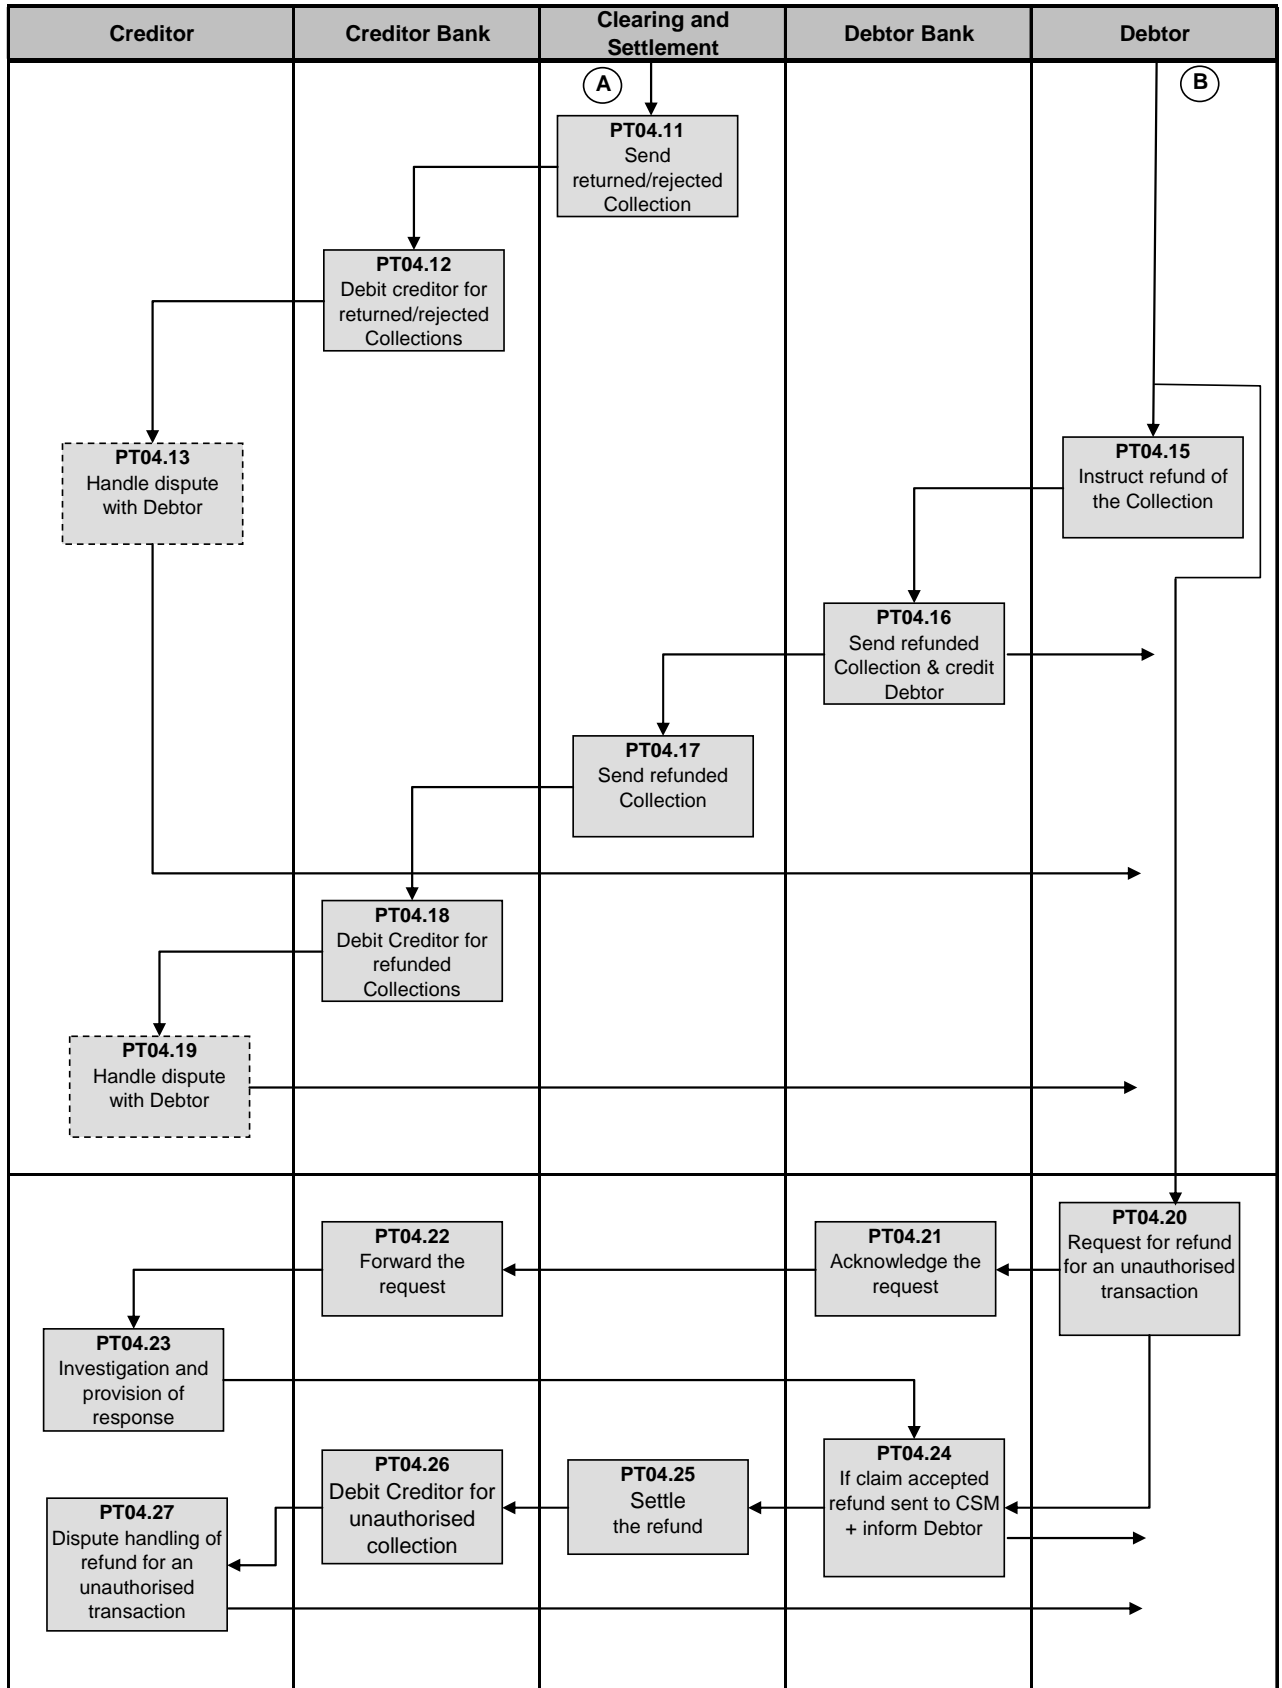 Creditor
Creditor Bank
Clearing and
Settlement
Debtor Bank
Debtor
A
B
PT04.11
Send
returned/rejected
Collection
PT04.12
Debit creditor for
returned/rejected
Collections
PT04.13
Handle dispute
with Debtor
PT04.15
Instruct refund of
the Collection
PT04.16
Send refunded
Collection & credit
Debtor
PT04.17
Send refunded
Collection
PT04.18
Debit Creditor for
refunded
Collections
PT04.19
Handle dispute
with Debtor
PT04.20
Request for refund
for an unauthorised
transaction
PT04.21
Acknowledge the
request
PT04.22
Forward the
request
PT04.23
Investigation and
provision of
response
PT04.24
If claim accepted
refund sent to CSM
+ inform Debtor
PT04.25
Settle
the refund
PT04.26
Debit Creditor for
unauthorised
collection
PT04.27
Dispute handling of
refund for an
unauthorised
transaction